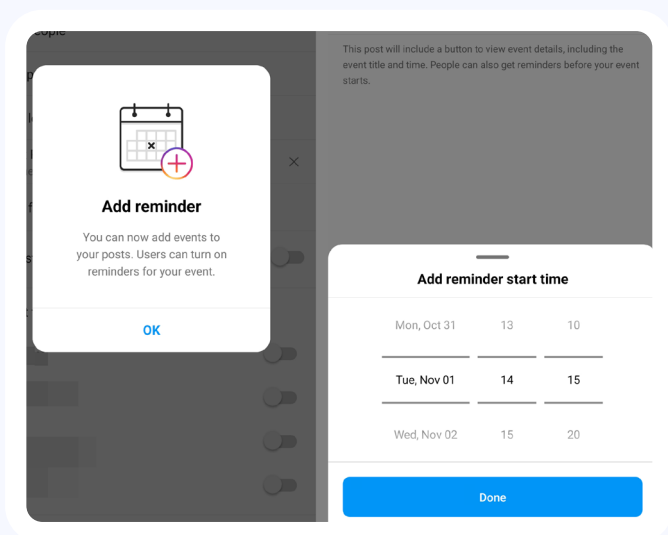 Add reminder
You can now add events to
your posts. Users can turn on
reminders for your event.
OK
This post will include a button to view event details, including the
event title and time. People can also get reminders before your event
starts.
Add reminder start time
Mon, Oct 31 13 10
Tue, Nov 01 14 15
Wed, Nov 02 15 20
Done